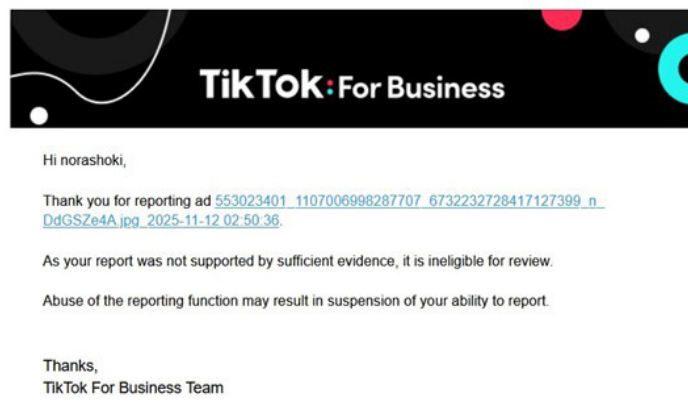 TikTok: For Business
Hi norashoki,
Thank you for reporting ad 553023401_1107006998287707_6732232728417127399_n_
DdGSZe4A.jpg_2025-11-12 02:50:36.
As your report was not supported by sufficient evidence, it is ineligible for review.
Abuse of the reporting function may result in suspension of your ability to report.
Thanks,
TikTok For Business Team